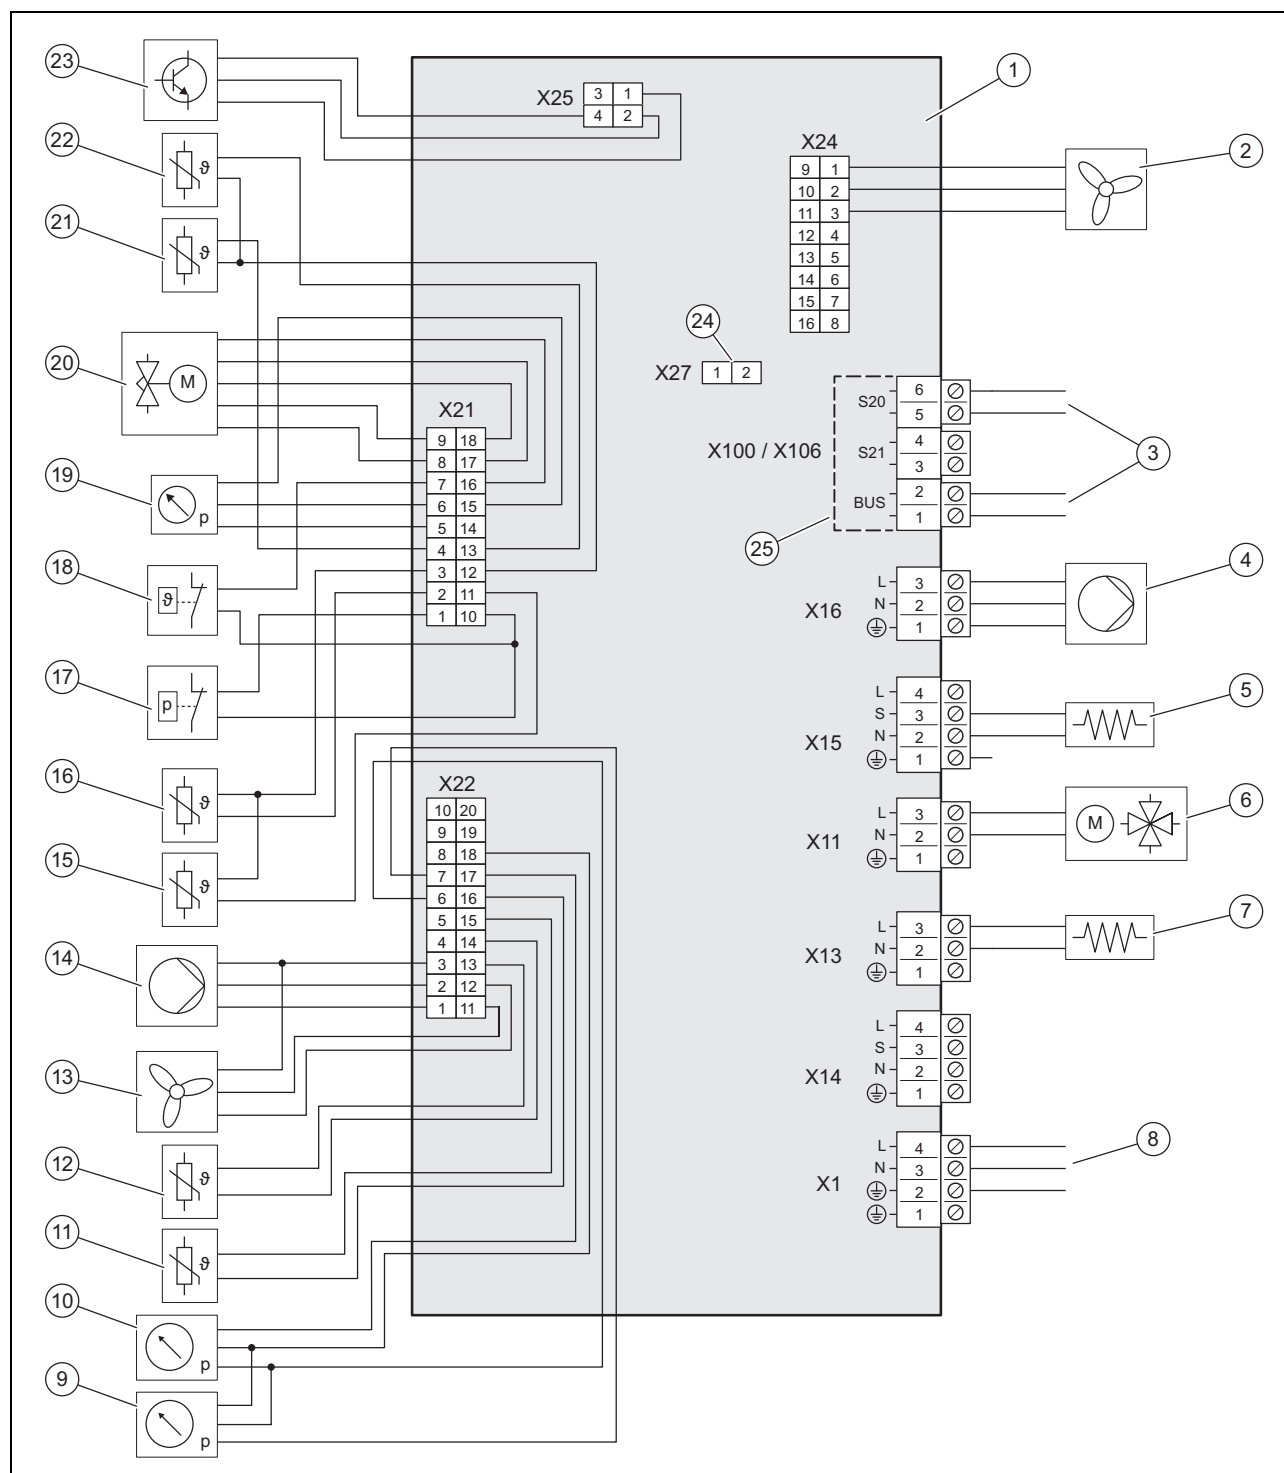 23
22
21
20
19
18
17
16
15
14
13
12
11
10
9
ϑ
ϑ
M
p
ϑ
p
ϑ
ϑ
ϑ
ϑ
p
p
X25
3 1
4 2
1
X24
9 1
10 2
11 3
12 4
13 5
14 6
15 7
16 8
2
24
X27
1 2
X21
9 18
8 17
7 16
6 15
5 14
4 13
3 12
2 11
1 10
X100 / X106
S20
6
5
S21
4
3
BUS
2
1
3
25
X16
L 3
N 2
1
4
X15
L 4
S 3
N 2
1
5
X22
10 20
9 19
8 18
7 17
6 16
5 15
4 14
3 13
2 12
1 11
X11
L 3
N 2
1
M
6
X13
L 3
N 2
1
7
X14
L 4
S 3
N 2
1
X1
L 4
N 3
2
1
8